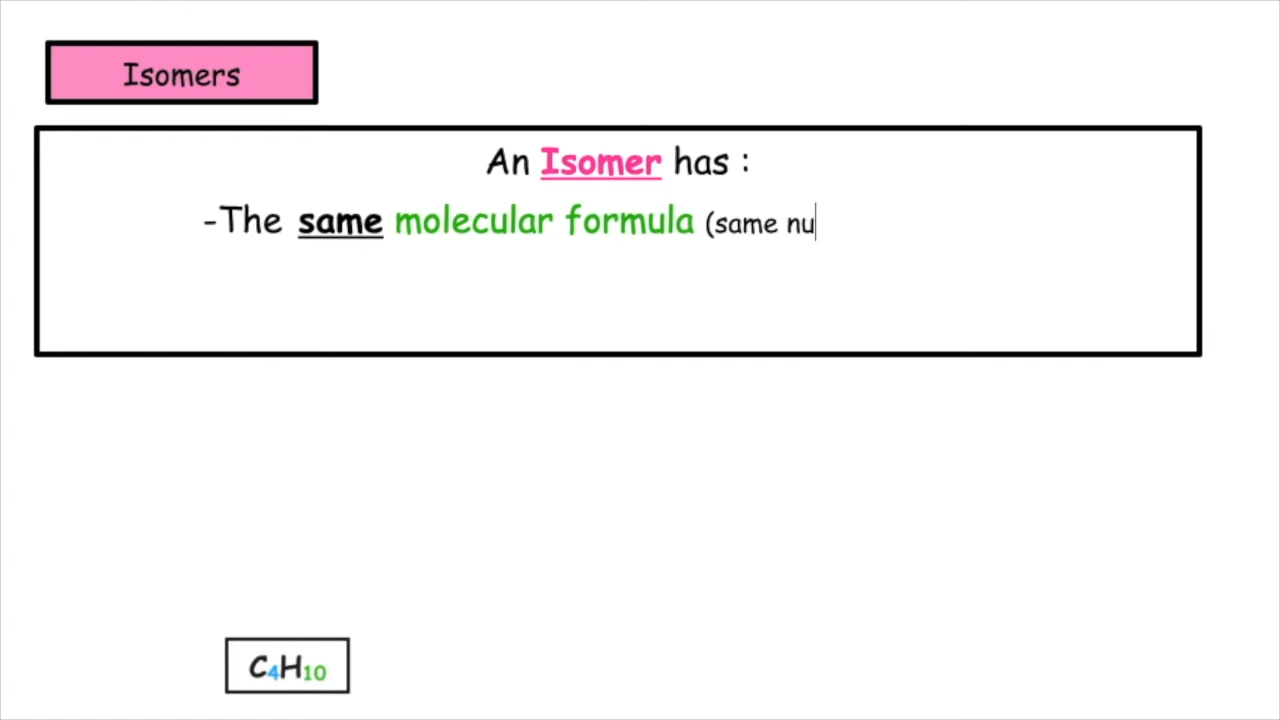 Isomers
An Isomer has :
-The same molecular formula (same nu
C4H10